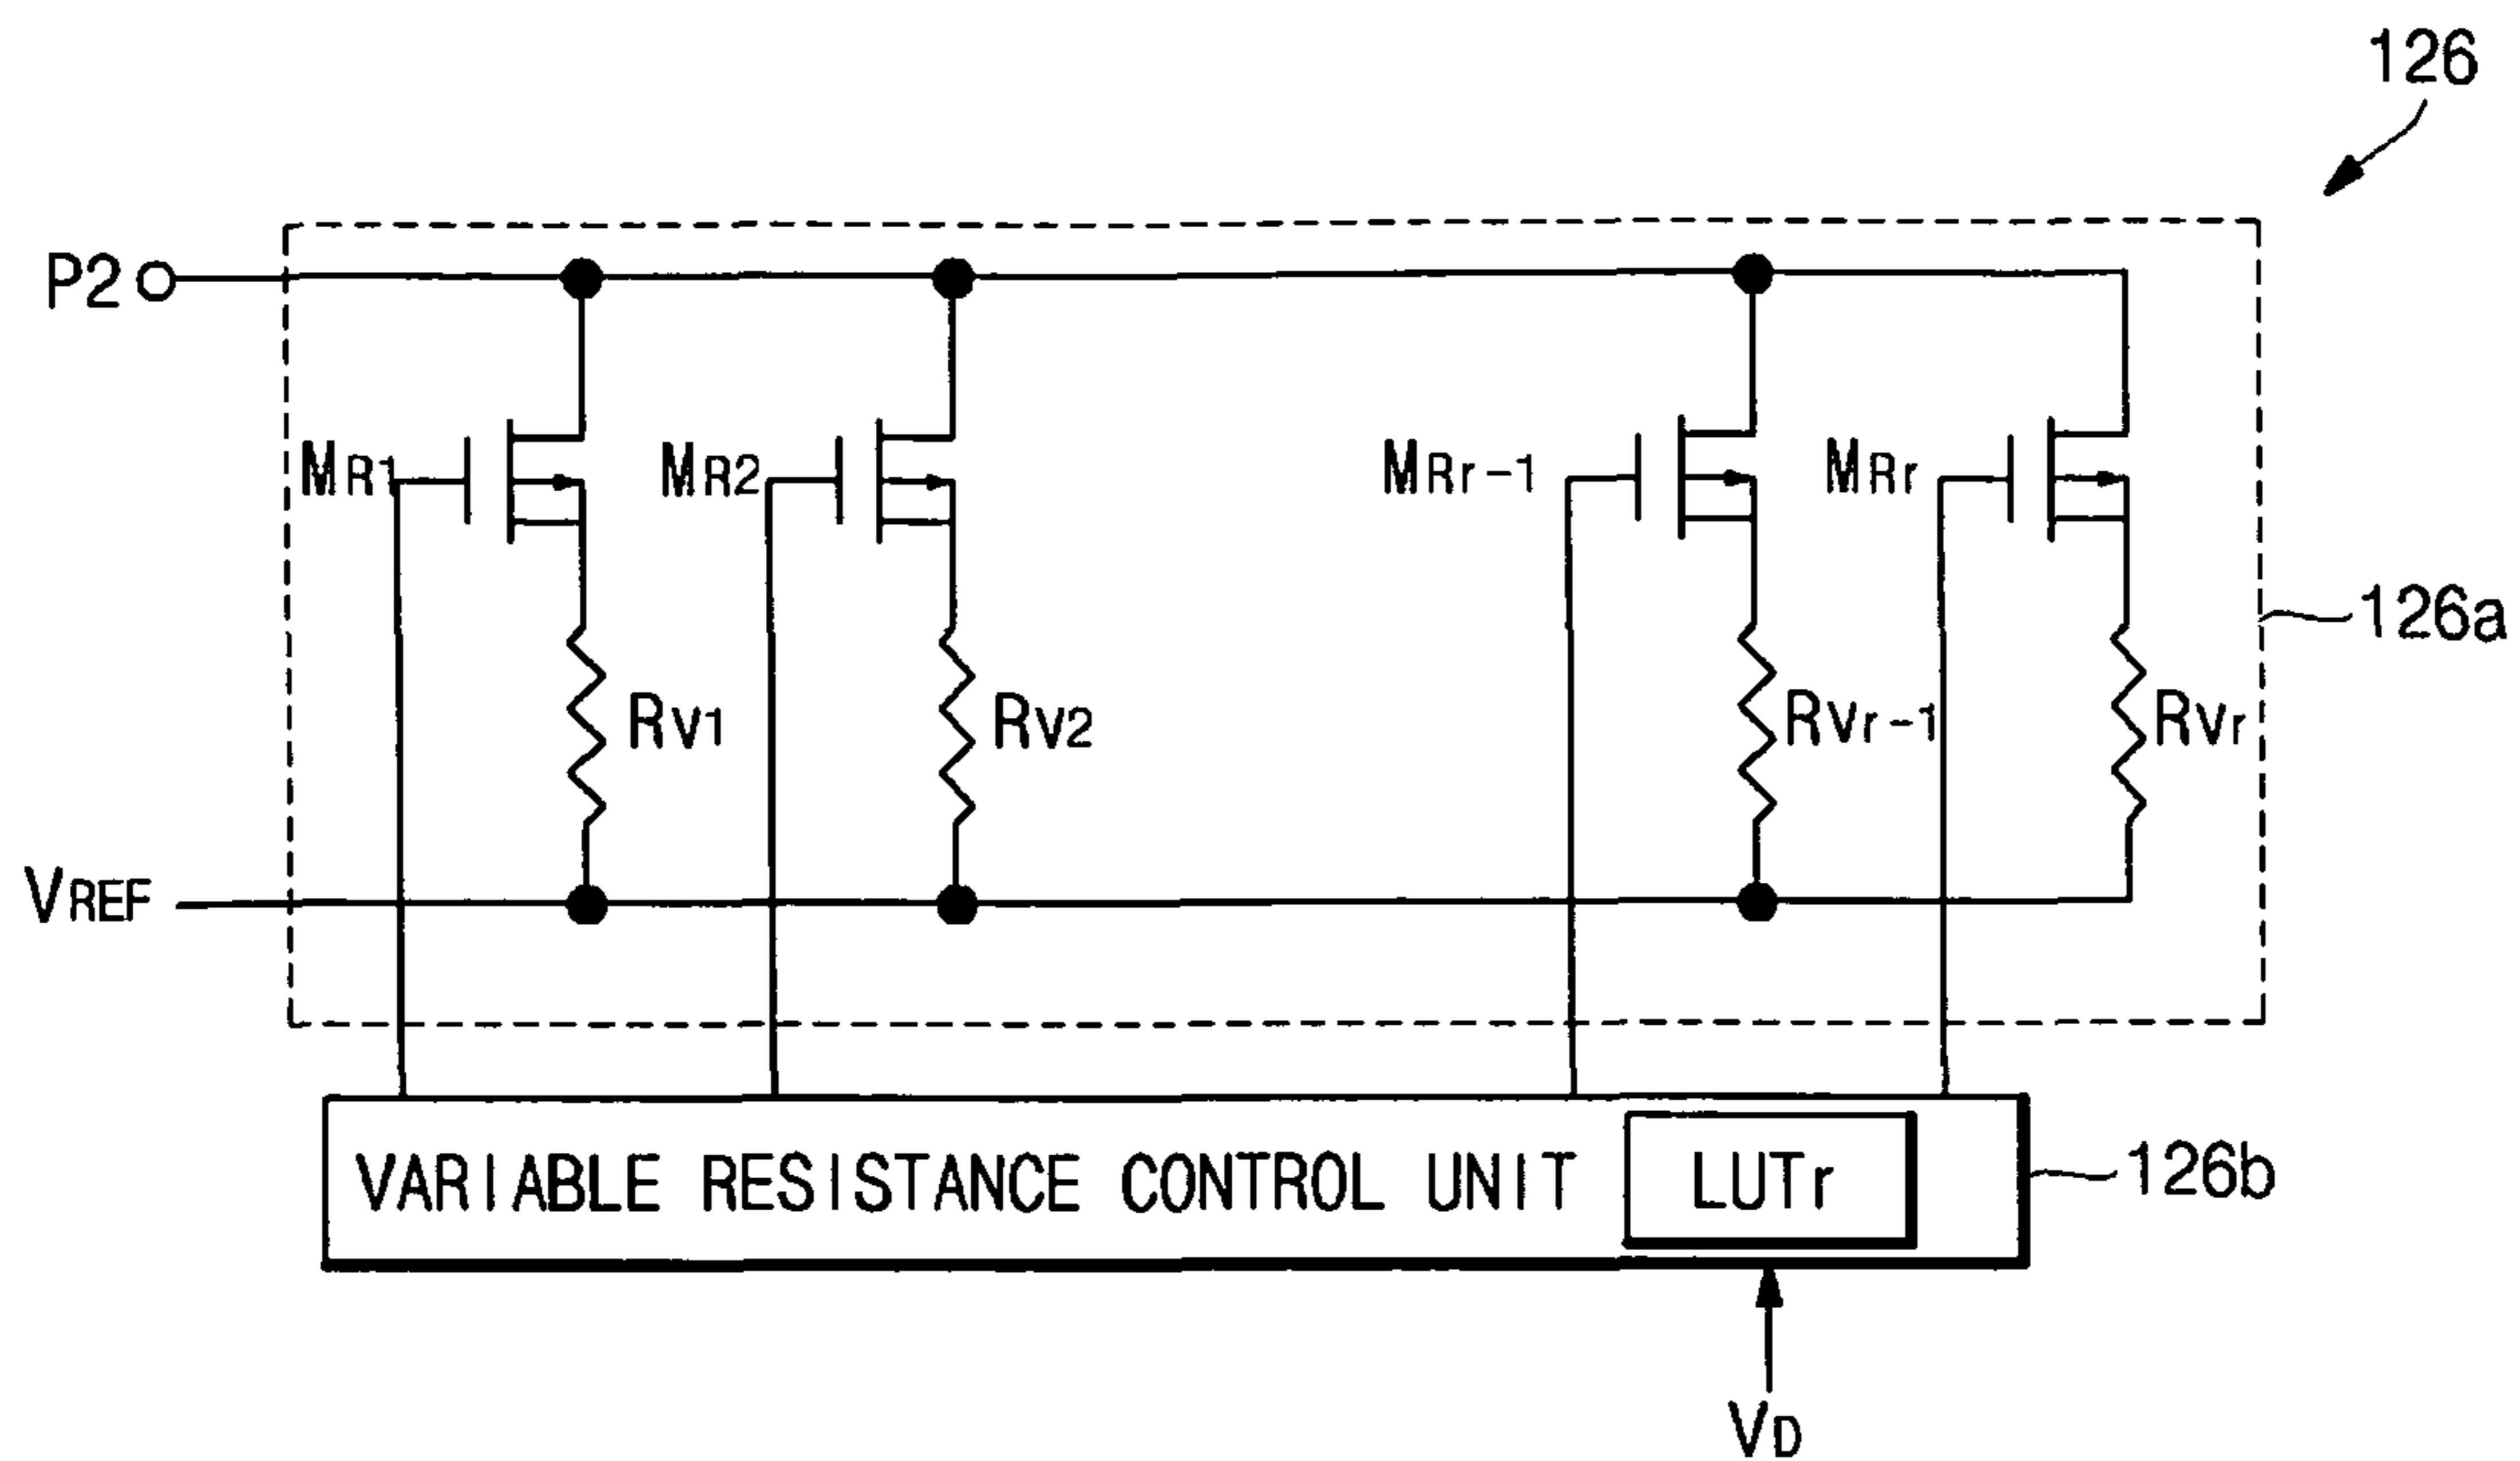 126
P2
MR1
MR2
MRr-1
MRr
126a
RV1
RV2
RVr-1
RVr
VREF
VARIABLE RESISTANCE CONTROL UNIT
LUTr
126b
VD